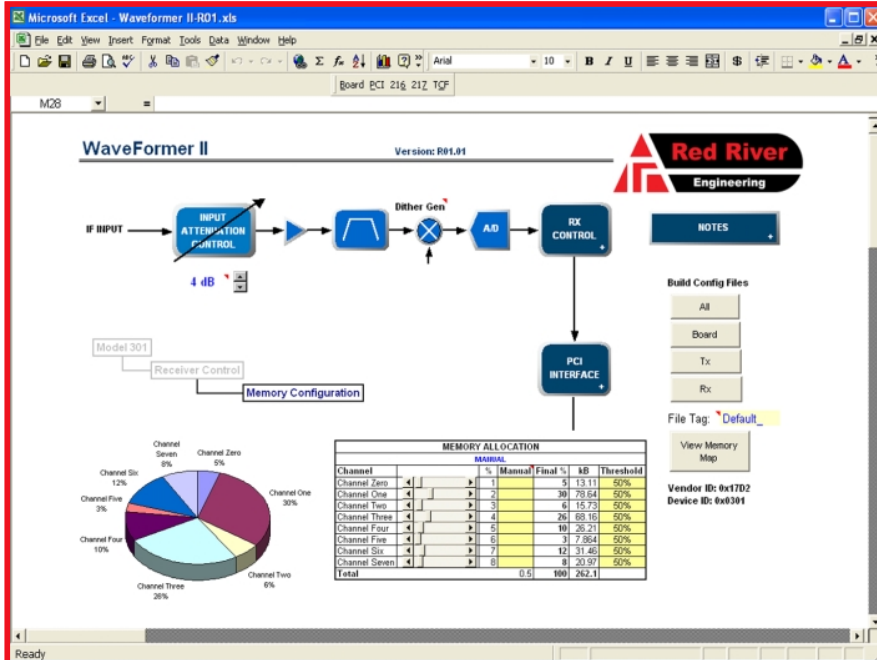 Microsoft Excel - Waveformer II-R01.xls
File Edit View Insert Format Tools Data Window Help
Arial 10 B I U $
Board PCI 216 217 TCF
M28 =
WaveFormer II
Version: R01.01
Red River
Engineering
IF INPUT
INPUT
ATTENUATION
CONTROL
Dither Gen
A/D
RX
CONTROL
+
NOTES
+
4 dB
Build Config Files
All
Board
Tx
Rx
PCI
INTERFACE
+
Model 301
Receiver Control
Memory Configuration
File Tag: Default_
View Memory
Map
Vendor ID: 0x17D2
Device ID: 0x0301
Channel
Seven
8%
Channel Zero
5%
Channel Six
12%
Channel One
30%
Channel Five
3%
Channel Four
10%
Channel Two
6%
Channel Three
26%
MEMORY ALLOCATION
MANUAL
Channel % Manual Final % kB Threshold
Channel Zero 1 5 13.11 50%
Channel One 2 30 78.64 50%
Channel Two 3 6 15.73 50%
Channel Three 4 26 68.16 50%
Channel Four 5 10 26.21 50%
Channel Five 6 3 7.864 50%
Channel Six 7 12 31.46 50%
Channel Seven 8 8 20.97 50%
Total 0.5 100 262.1
Ready